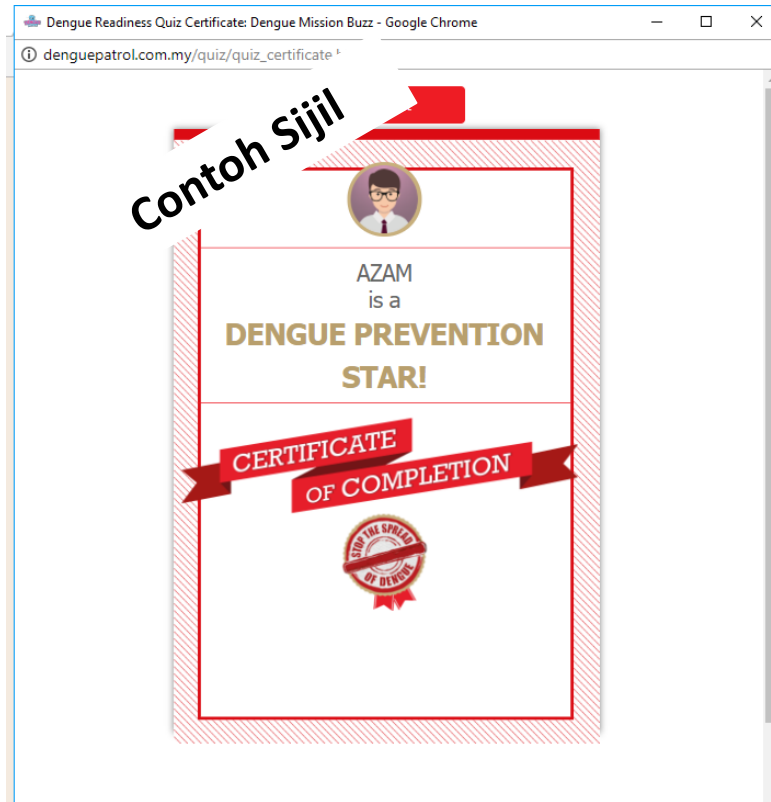 Dengue Readiness Quiz Certificate: Dengue Mission Buzz - Google Chrome
denguepatrol.com.my/quiz/quiz_certificate
Contoh Sijil
AZAM
is a
DENGUE PREVENTION
STAR!
CERTIFICATE
OF COMPLETION
STOP THE SPREAD
OF DENGUE